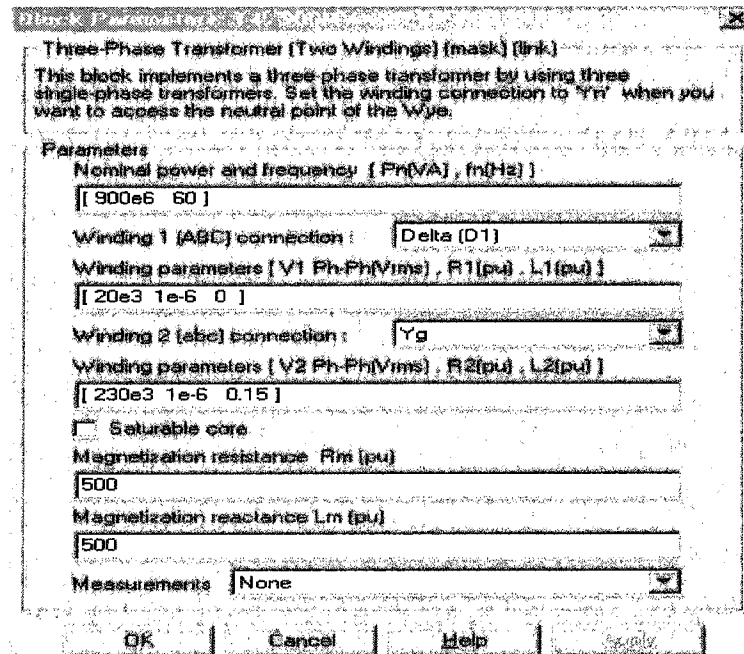 Block Parameters:
Three-Phase Transformer (Two Windings) (mask) (link)
This block implements a three-phase transformer by using three
single-phase transformers. Set the winding connection to 'Yn' when you
want to access the neutral point of the Wye.
Parameters
Nominal power and frequency [ Pn(VA) , fn(Hz) ]
[ 900e6 60 ]
Winding 1 (ABC) connection : Delta (D1)
Winding parameters [ V1 Ph-Ph(Vrms) , R1(pu) , L1(pu) ]
[ 20e3 1e-6 0 ]
Winding 2 (abc) connection : Yg
Winding parameters [ V2 Ph-Ph(Vrms) , R2(pu) , L2(pu) ]
[ 230e3 1e-6 0.15 ]
Saturable core
Magnetization resistance Rm (pu)
500
Magnetization reactance Lm (pu)
500
Measurements None
OK Cancel Help Apply